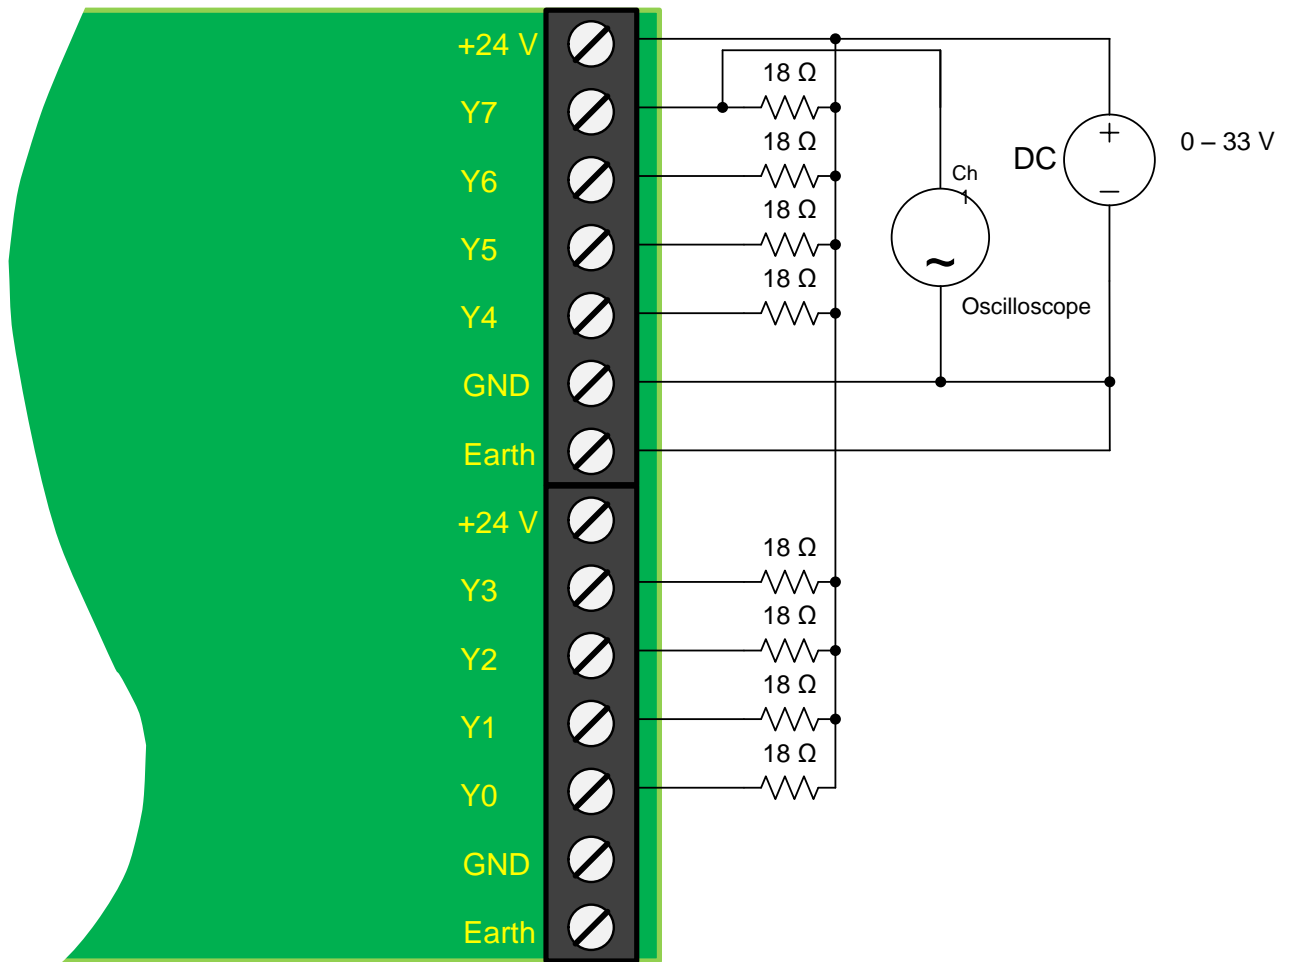 +24 V
Y7
Y6
Y5
Y4
GND
Earth
+24 V
Y3
Y2
Y1
Y0
GND
Earth
18 Ω
18 Ω
18 Ω
18 Ω
18 Ω
18 Ω
18 Ω
18 Ω
Ch
1
~
Oscilloscope
DC
+
–
0 – 33 V